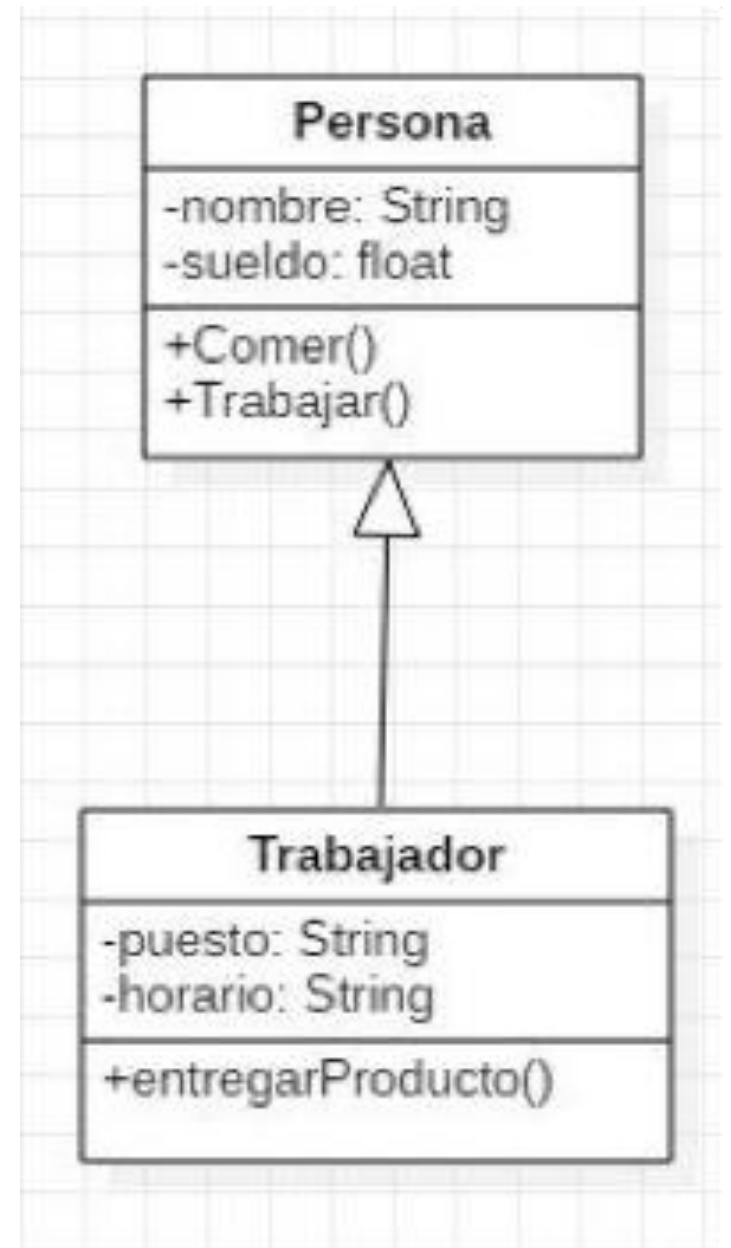 Persona
-nombre: String
-sueldo: float
+Comer()
+Trabajar()
Trabajador
-puesto: String
-horario: String
+entregarProducto()